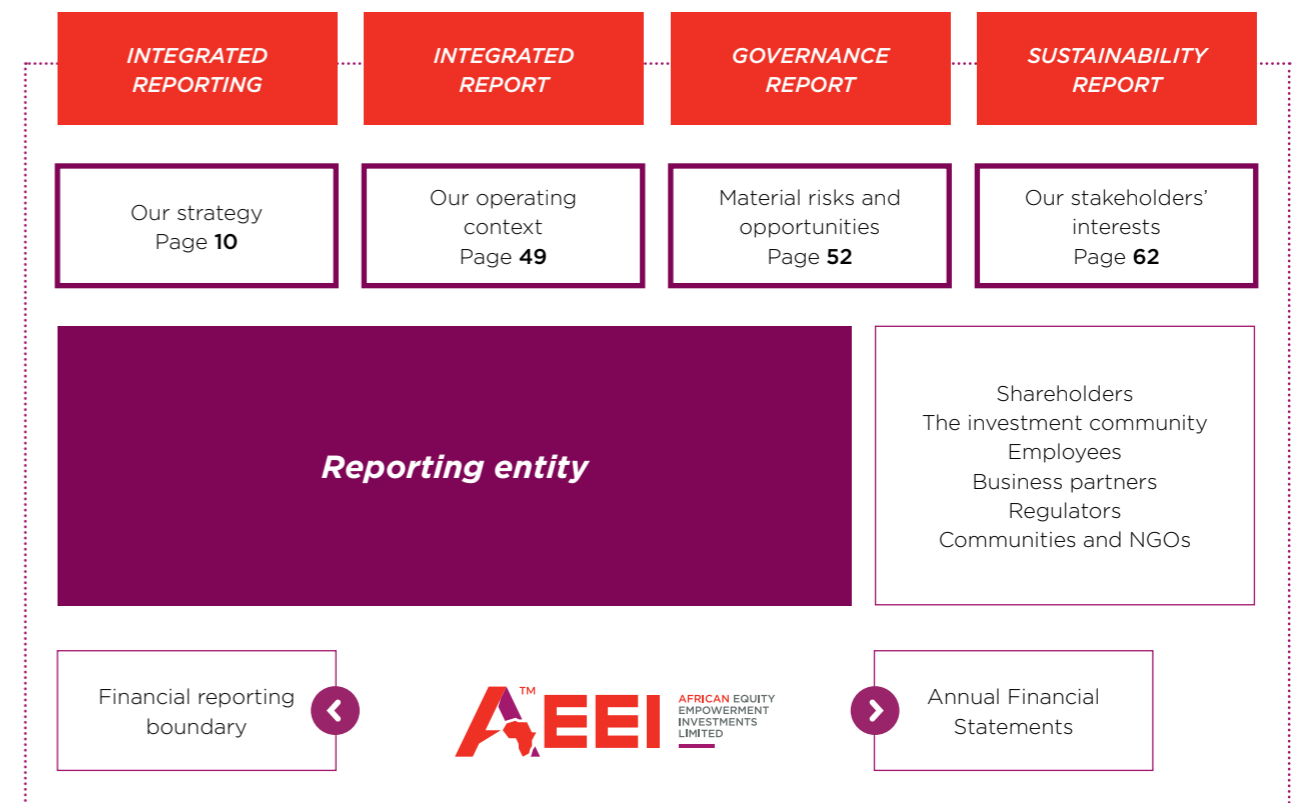 INTEGRATED
REPORTING
INTEGRATED
REPORT
GOVERNANCE
REPORT
SUSTAINABILITY
REPORT
Our strategy
Page 10
Our operating
context
Page 49
Material risks and
opportunities
Page 52
Our stakeholders’
interests
Page 62
Reporting entity
Shareholders
The investment community
Employees
Business partners
Regulators
Communities and NGOs
Financial reporting
boundary
AEEI™
AFRICAN EQUITY
EMPOWERMENT
INVESTMENTS
LIMITED
Annual Financial
Statements